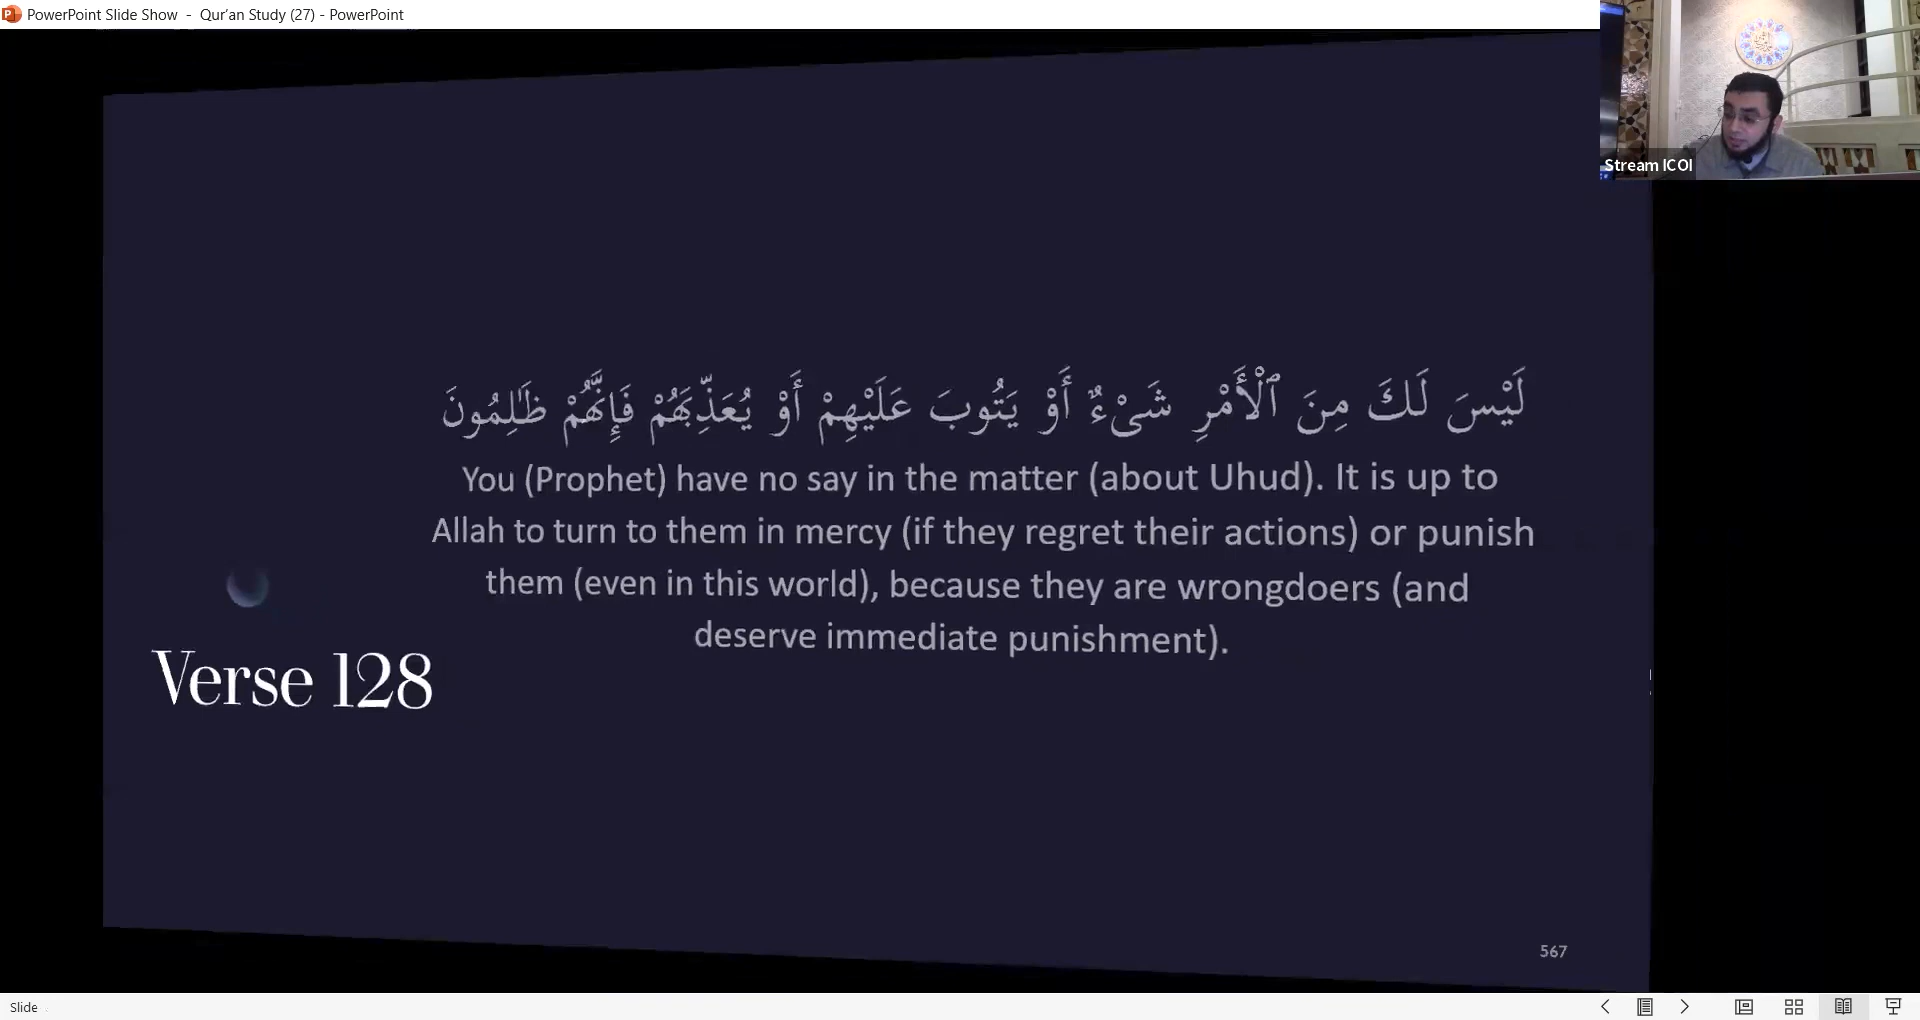 PowerPoint Slide Show - Qur’an Study (27) - PowerPoint
Stream ICOI
لَيْسَ لَكَ مِنَ ٱلْأَمْرِ شَىْءٌ أَوْ يَتُوبَ عَلَيْهِمْ أَوْ يُعَذِّبَهُمْ فَإِنَّهُمْ ظَـٰلِمُونَ
You (Prophet) have no say in the matter (about Uhud). It is up to
Allah to turn to them in mercy (if they regret their actions) or punish
them (even in this world), because they are wrongdoers (and
deserve immediate punishment).
Verse 128
567
Slide